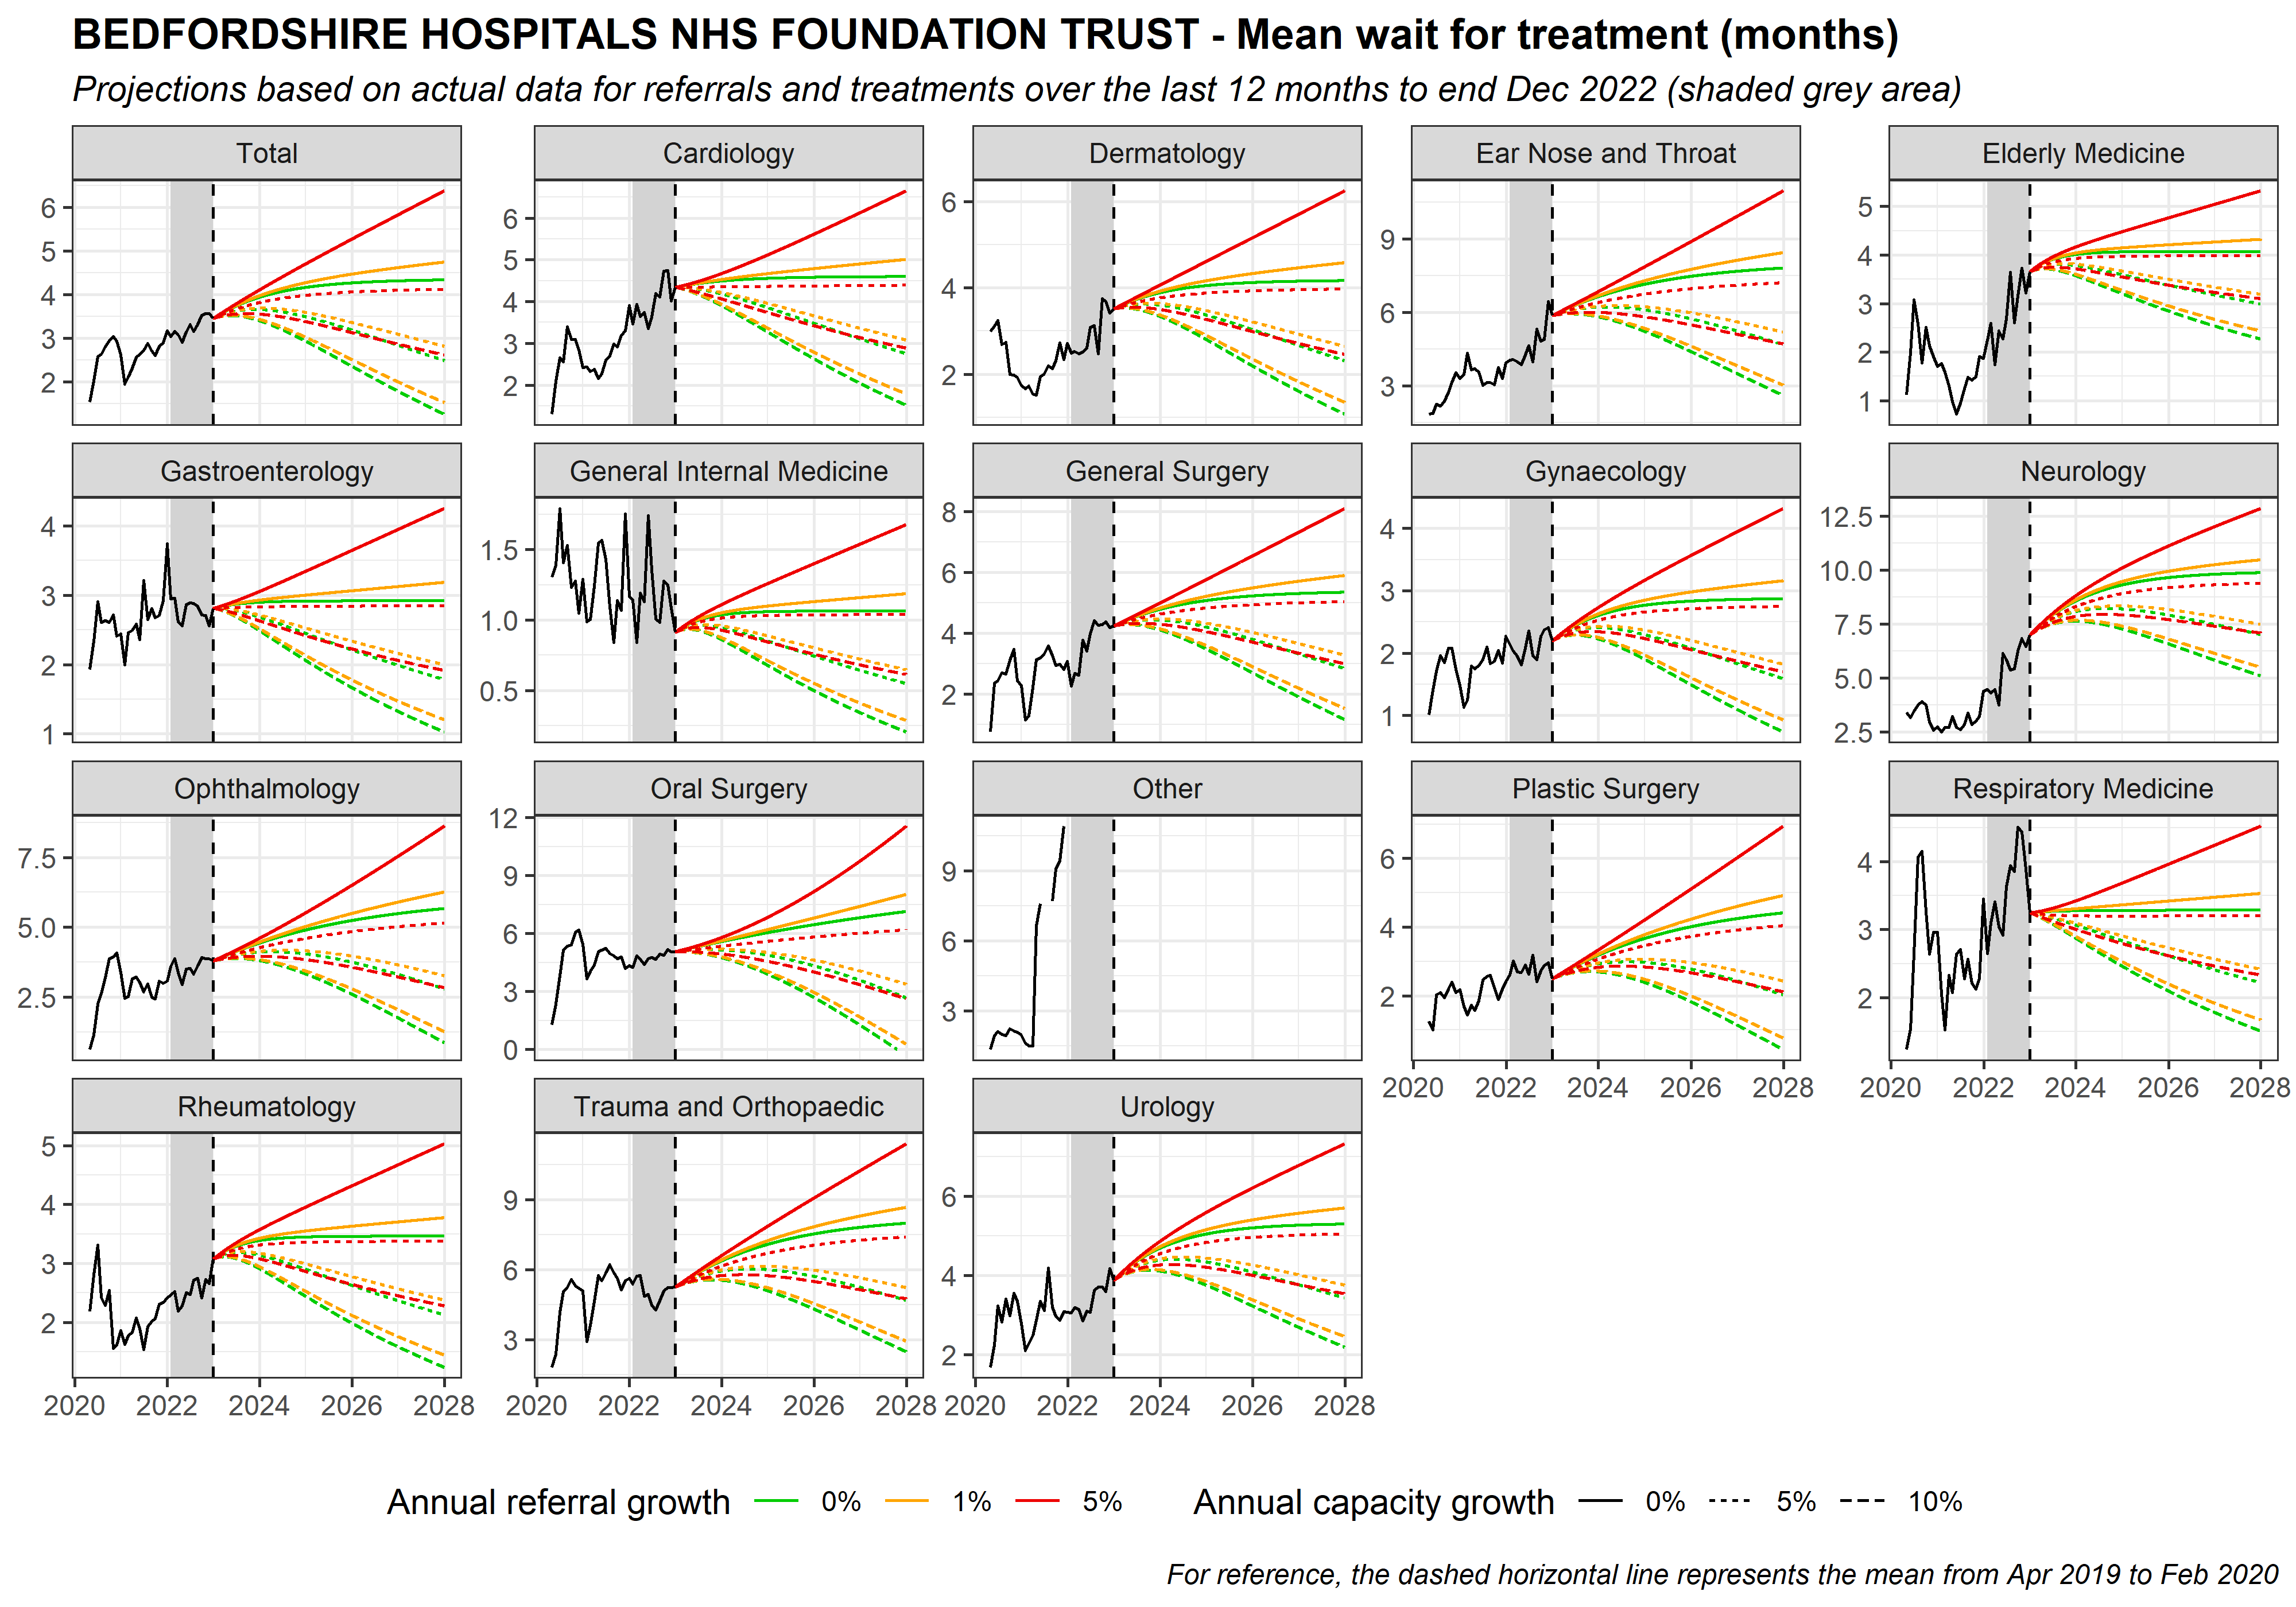 BEDFORDSHIRE HOSPITALS NHS FOUNDATION TRUST - Mean wait for treatment (months)
Projections based on actual data for referrals and treatments over the last 12 months to end Dec 2022 (shaded grey area)
Total
Cardiology
Dermatology
Ear Nose and Throat
Elderly Medicine
6
5
4
3
2
6
5
4
3
2
6
4
2
9
6
3
5
4
3
2
1
Gastroenterology
General Internal Medicine
General Surgery
Gynaecology
Neurology
4
3
2
1
1.5
1.0
0.5
8
6
4
2
4
3
2
1
12.5
10.0
7.5
5.0
2.5
Ophthalmology
Oral Surgery
Other
Plastic Surgery
Respiratory Medicine
7.5
5.0
2.5
12
9
6
3
0
9
6
3
6
4
2
4
3
2
2020 2022 2024 2026 2028
2020 2022 2024 2026 2028
Rheumatology
Trauma and Orthopaedic
Urology
5
4
3
2
9
6
3
6
4
2
2020 2022 2024 2026 2028
2020 2022 2024 2026 2028
2020 2022 2024 2026 2028
Annual referral growth 0% 1% 5% Annual capacity growth 0% 5% 10%
For reference, the dashed horizontal line represents the mean from Apr 2019 to Feb 2020